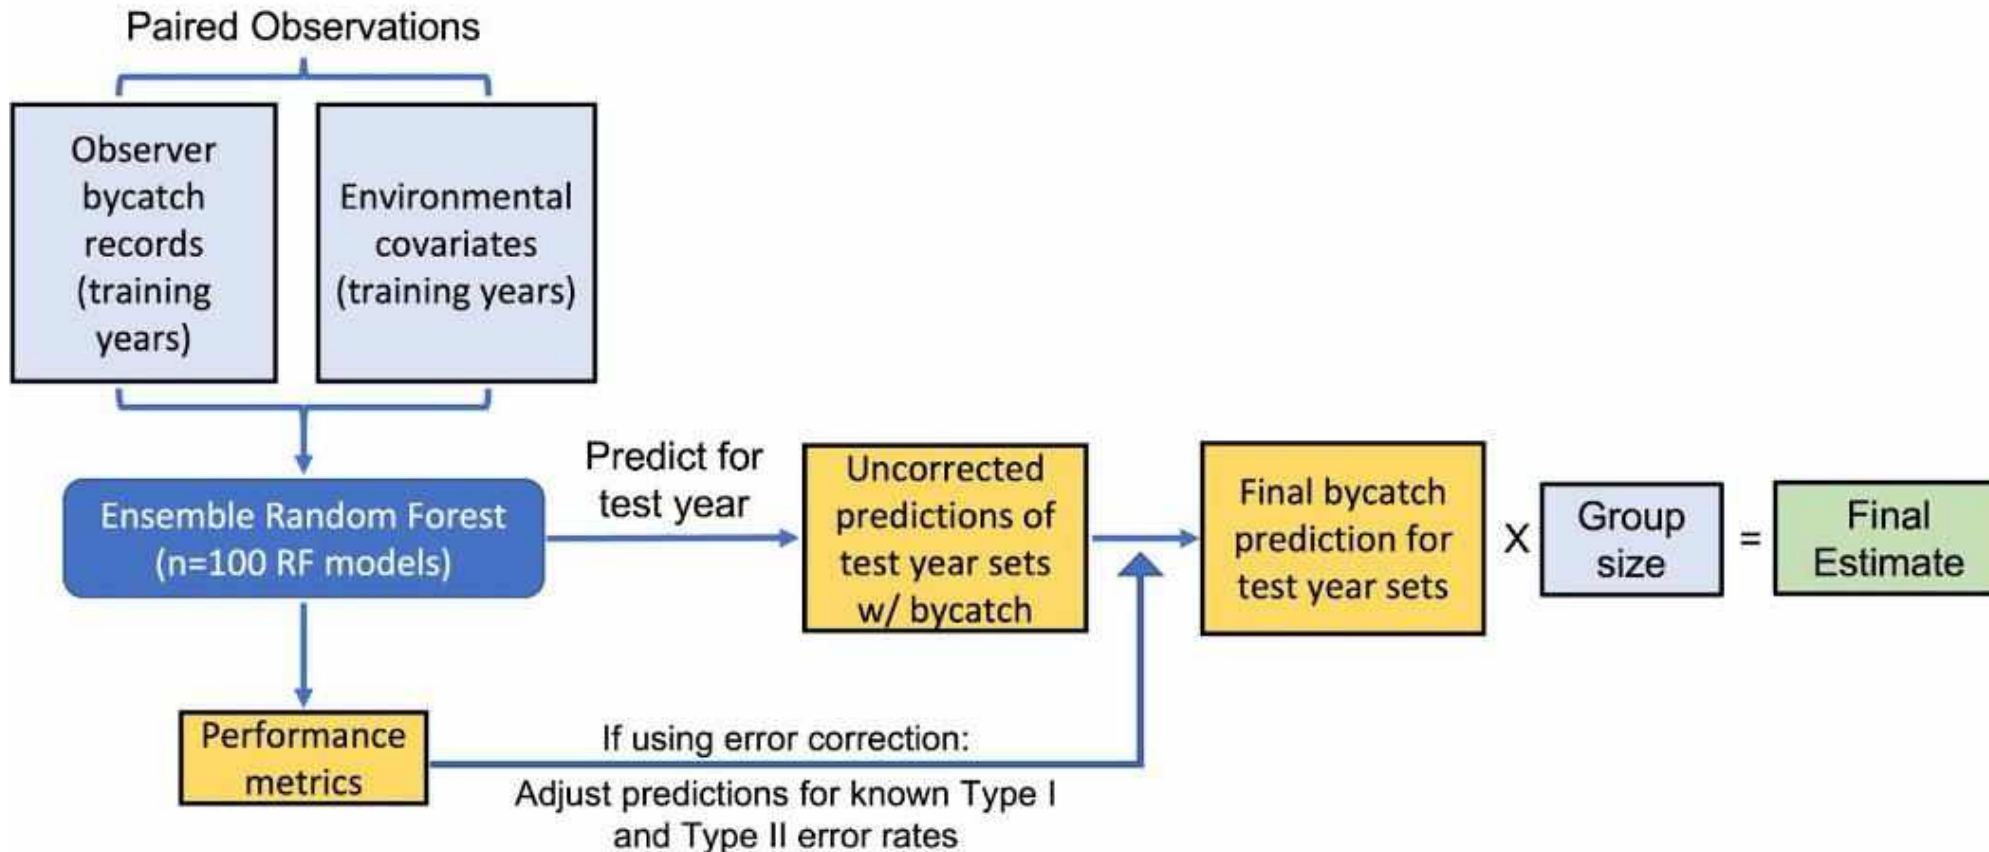 Paired Observations
Observer
bycatch
records
(training
years)
Environmental
covariates
(training years)
Ensemble Random Forest
(n=100 RF models)
Predict for
test year
Uncorrected
predictions of
test year sets
w/ bycatch
Final bycatch
prediction for
test year sets
X
Group
size
=
Final
Estimate
Performance
metrics
If using error correction:
Adjust predictions for known Type I
and Type II error rates